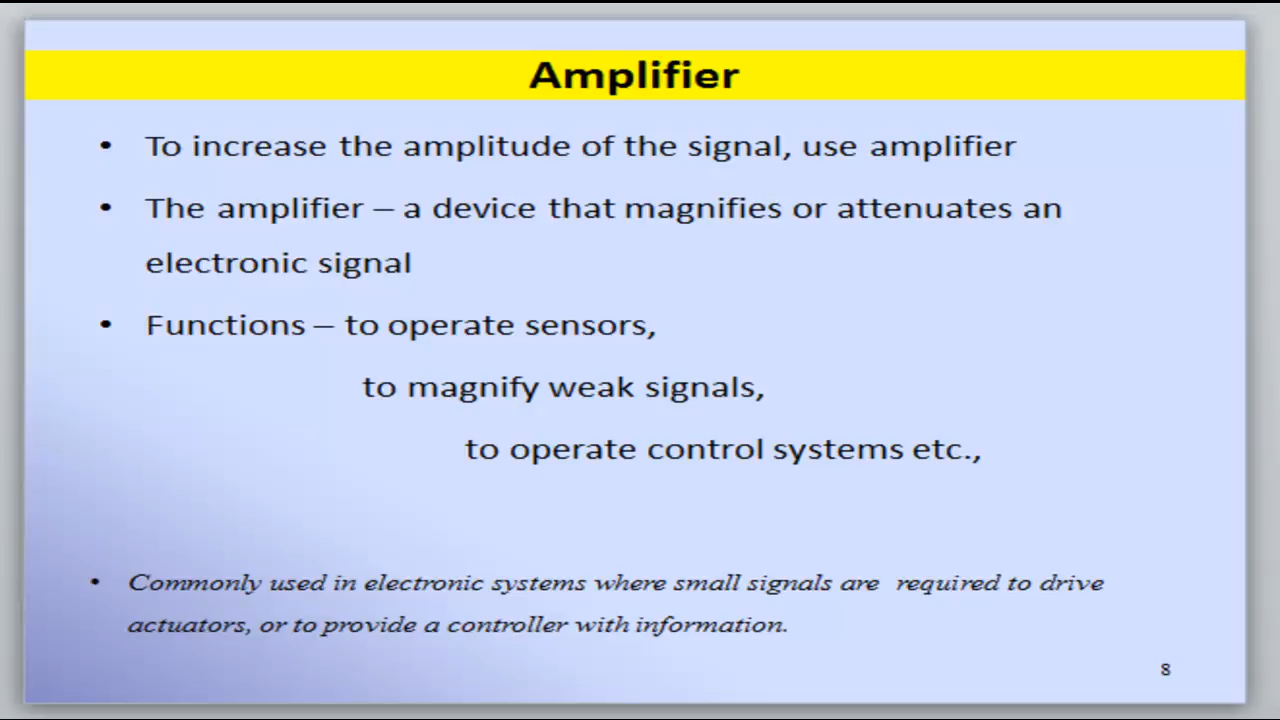 Amplifier
• To increase the amplitude of the signal, use amplifier
• The amplifier – a device that magnifies or attenuates an
electronic signal
• Functions – to operate sensors,
to magnify weak signals,
to operate control systems etc.,
• Commonly used in electronic systems where small signals are required to drive
actuators, or to provide a controller with information.
8